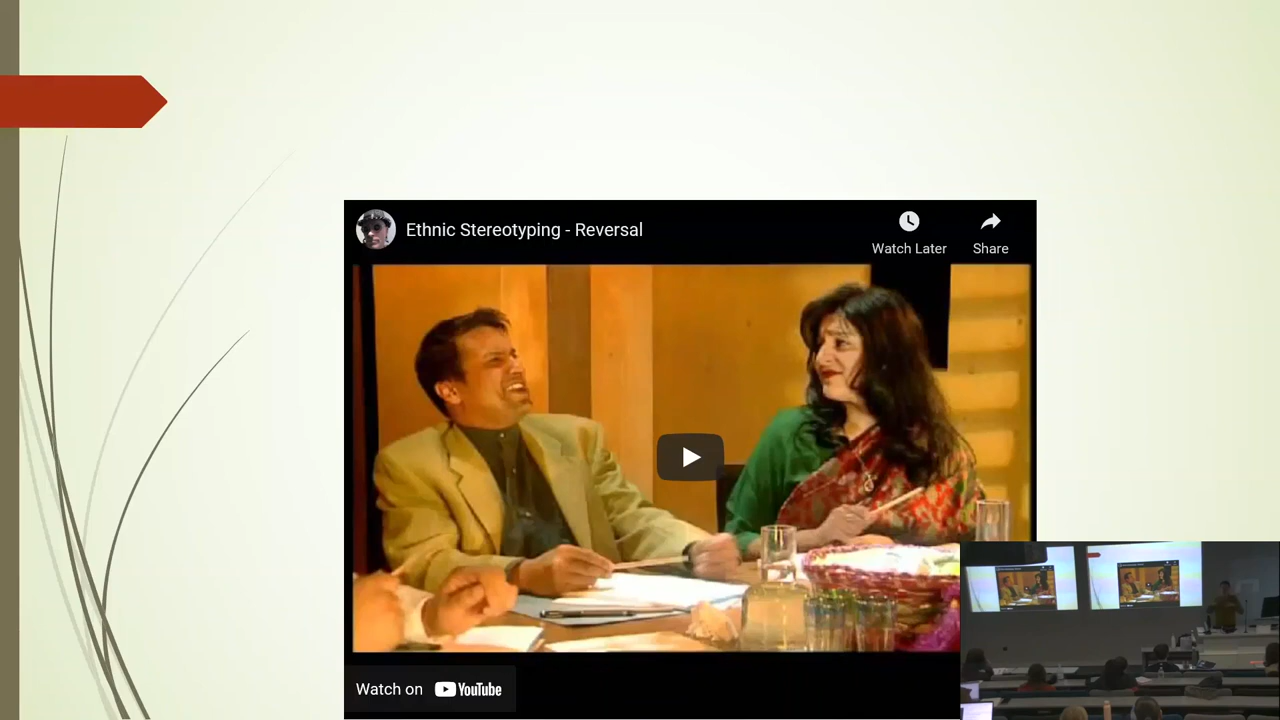 Ethnic Stereotyping - Reversal
Watch Later
Share
Watch on YouTube